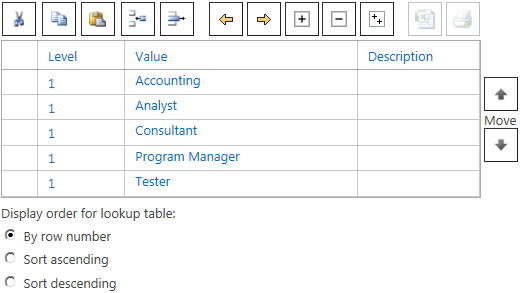 Level Value Description
1 Accounting
1 Analyst
1 Consultant
1 Program Manager
1 Tester
Move
Display order for lookup table:
By row number
Sort ascending
Sort descending